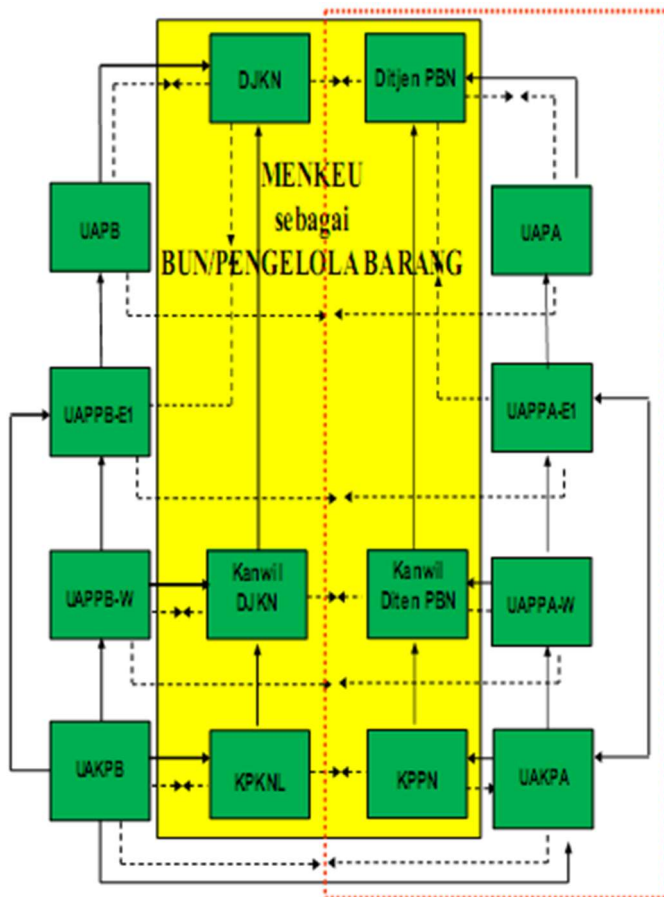 DJKN
Ditjen PBN
MENKEU
sebagai
BUN/PENGELOLA BARANG
UAPB
UAPA
UAPPB-E1
UAPPA-E1
UAPPB-W
Kanwil
DJKN
Kanwil
Diten PBN
UAPPA-W
UAKPB
KPKNL
KPPN
UAKPA